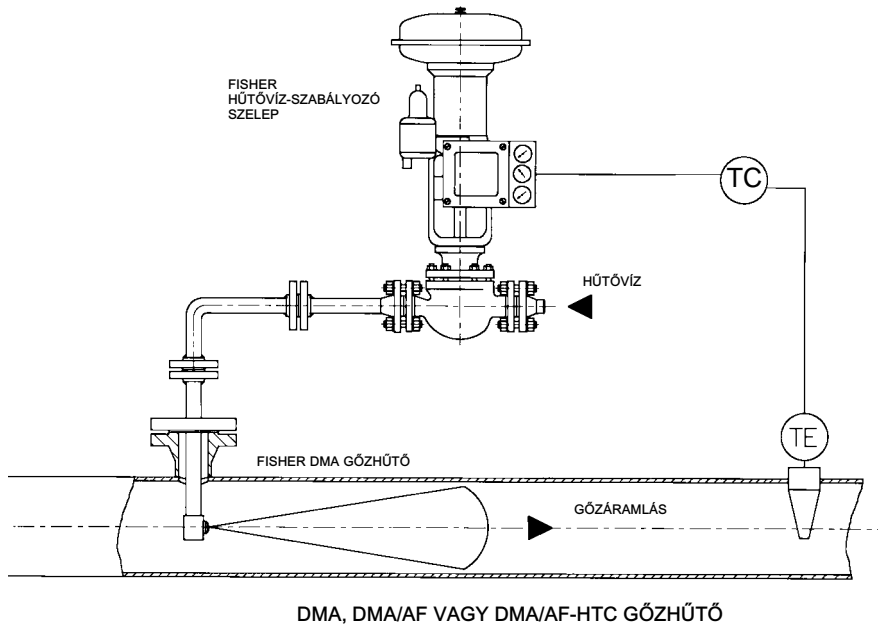 FISHER
HŰTŐVÍZ-SZABÁLYOZÓ
SZELEP
TC
HŰTŐVÍZ
TE
FISHER DMA GŐZHŰTŐ
GŐZÁRAMLÁS
DMA, DMA/AF VAGY DMA/AF-HTC GŐZHŰTŐ